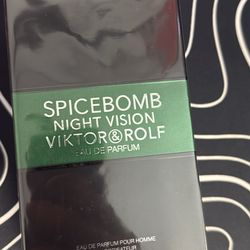 SPICEBOMB
NIGHT VISION
VIKTOR&ROLF
EAU DE PARFUM
EAU DE PARFUM POUR HOMME